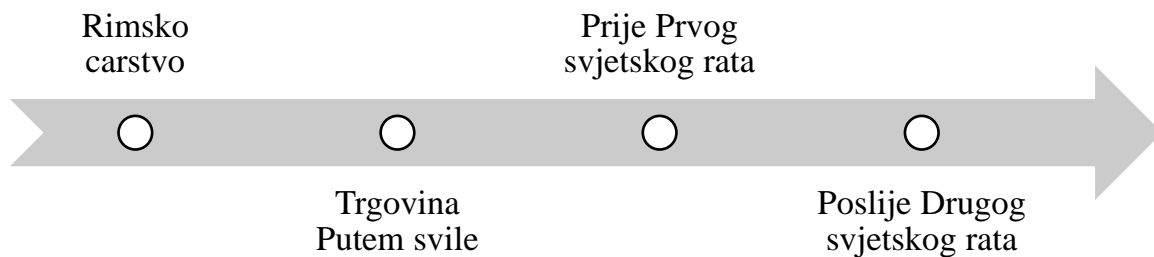 Rimsko
carstvo
Trgovina
Putem svile
Prije Prvog
svjetskog rata
Poslije Drugog
svjetskog rata